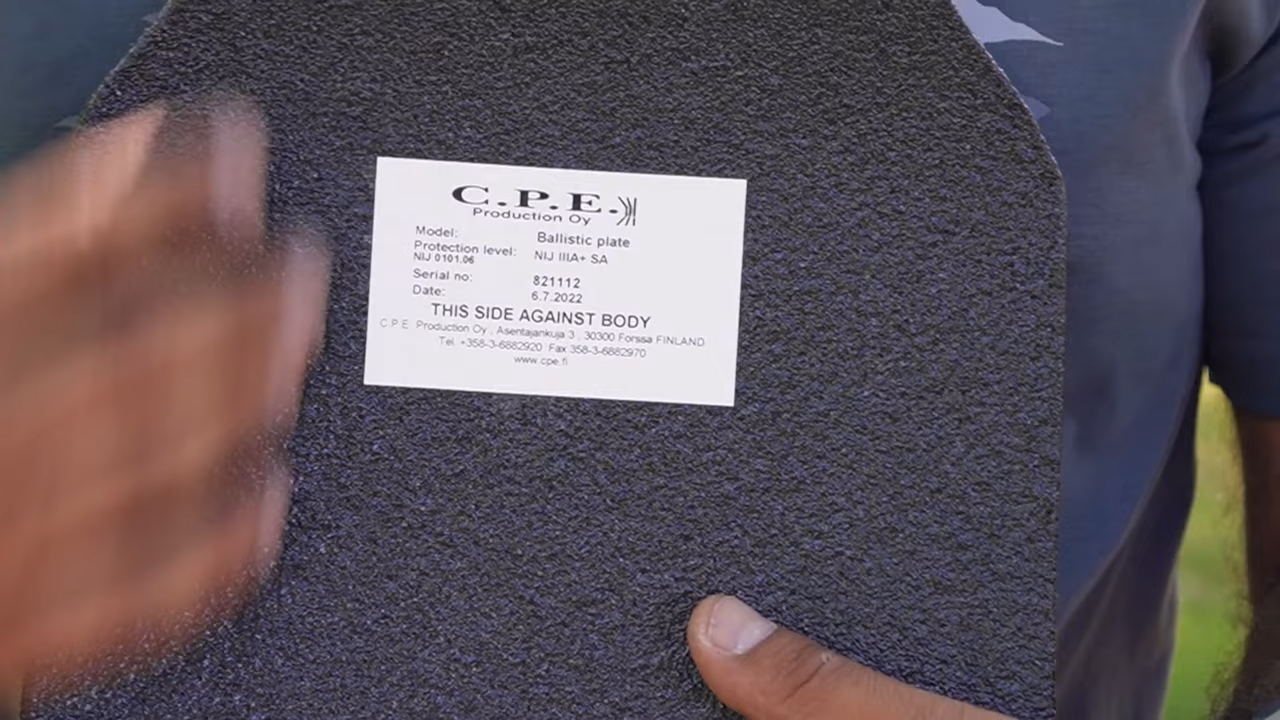 C.P.E.
Production Oy
Model: Ballistic plate
Protection level: NIJ IIIA+ SA
NIJ 0101.06
Serial no: 821112
Date: 6.7.2022
THIS SIDE AGAINST BODY
C P E Production Oy . Asentajankuja 3 . 30300 Forssa FINLAND
Tel. +358-3-6882920 Fax 358-3-6882970
www.cpe.fi